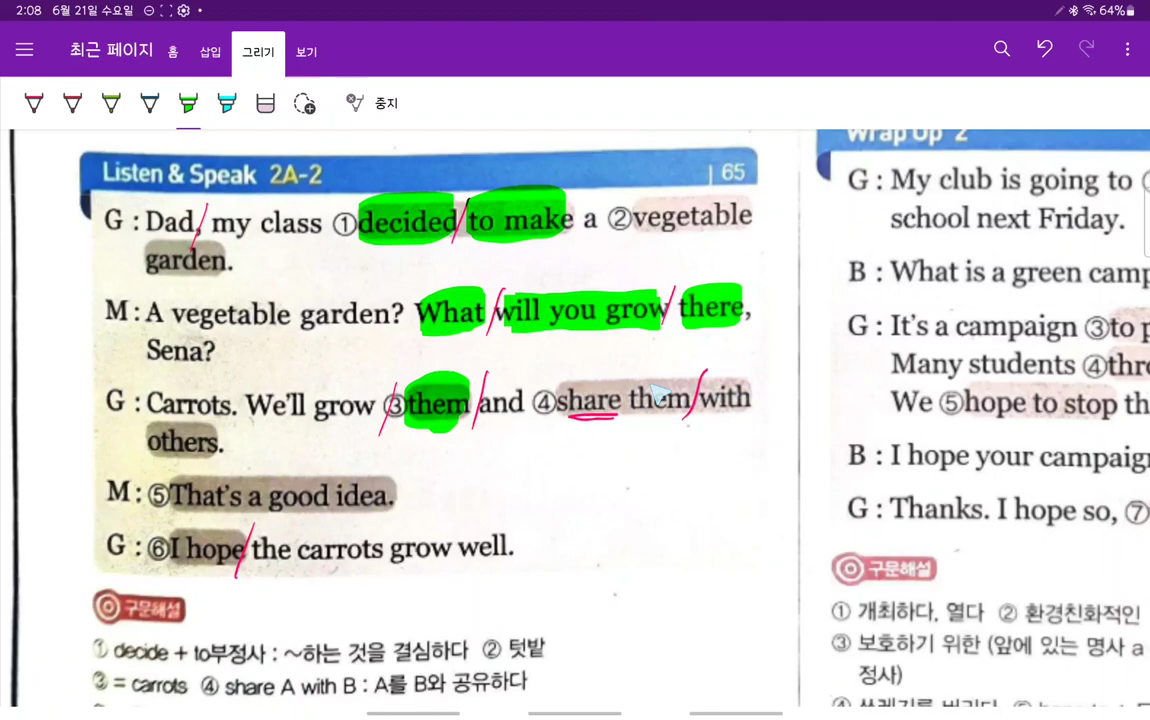 2:08 6월 21일 수요일
64%
최근 페이지 홈 삽입 그리기 보기
중지
Listen & Speak 2A-2 | 65
G : Dad, my class ①decided to make a ②vegetable
garden.
M : A vegetable garden? What will you grow there,
Sena?
G : Carrots. We'll grow ③them and ④share them with
others.
M : ⑤That's a good idea.
G : ⑥I hope the carrots grow well.
구문해설
① decide + to부정사 : ~하는 것을 결심하다 ② 텃밭
③ = carrots ④ share A with B : A를 B와 공유하다
Wrap Up 2
G : My club is going to
school next Friday.
B : What is a green camp
G : It's a campaign ③to p
Many students ④thr
We ⑤hope to stop th
B : I hope your campaig
G : Thanks. I hope so, ⑦
구문해설
① 개최하다, 열다 ② 환경친화적인
③ 보호하기 위한 (앞에 있는 명사 a
정사)